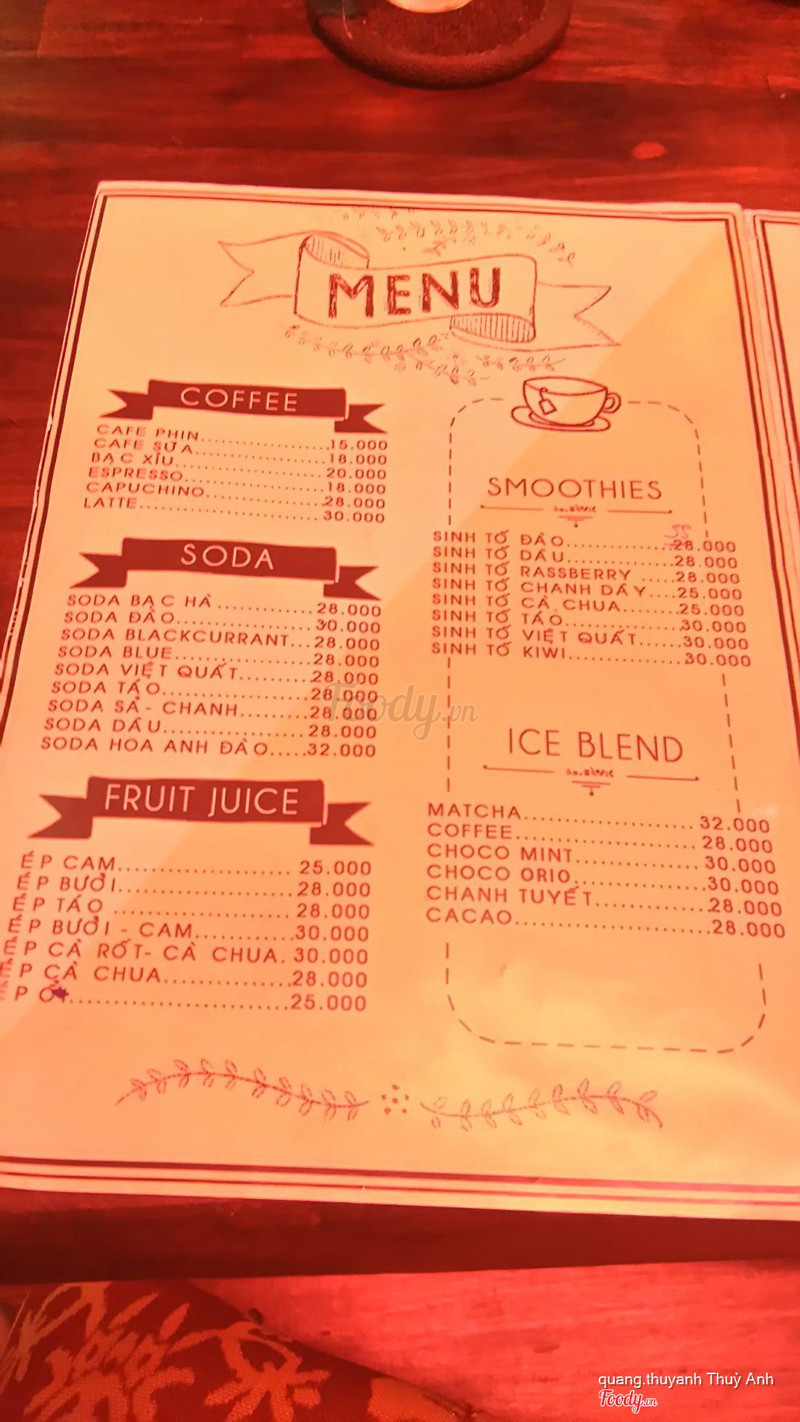 MENU
COFFEE
CAFE PHIN....................15.000
CAFE SỮA....................18.000
BẠC XỈU....................20.000
ESPRESSO....................18.000
CAPUCHINO....................28.000
LATTE....................30.000
SODA
SODA BẠC HÀ............28.000
SODA ĐÀO..................30.000
SODA BLACKCURRANT...28.000
SODA BLUE..................28.000
SODA VIỆT QUẤT.........28.000
SODA TÁO..................28.000
SODA SẢ- CHANH.........28.000
SODA DÂU..................28.000
SODA HOA ANH ĐÀO.....32.000
FRUIT JUICE
ÉP CAM.................... 25.000
ÉP BƯỞI....................28.000
ÉP TÁO .................... 28.000
ÉP BƯỞI - CAM............30.000
ÉP CÀ RỐT- CÀ CHUA. 30.000
ÉP CÀ CHUA...............28.000
ÉP ỔI........................25.000
SMOOTHIES
35
SINH TỐ ĐÀO...............28.000
SINH TỐ DÂU...............28.000
SINH TỐ RASSBERRY .....28.000
SINH TỐ CHANH DÂY....25.000
SINH TỐ CÀ CHUA.......25.000
SINH TỐ TÁO...............30.000
SINH TỐ VIỆT QUẤT......30.000
SINH TỐ KIWI...............30.000
ICE BLEND
MATCHA.................... 32.000
COFFEE...................... 28.000
CHOCO MINT............... 30.000
CHOCO ORIO...............30.000
CHANH TUYẾT.............28.000
CACAO......................28.000
Foody.vn
quang.thuyanh Thuỳ Anh
Foody.vn